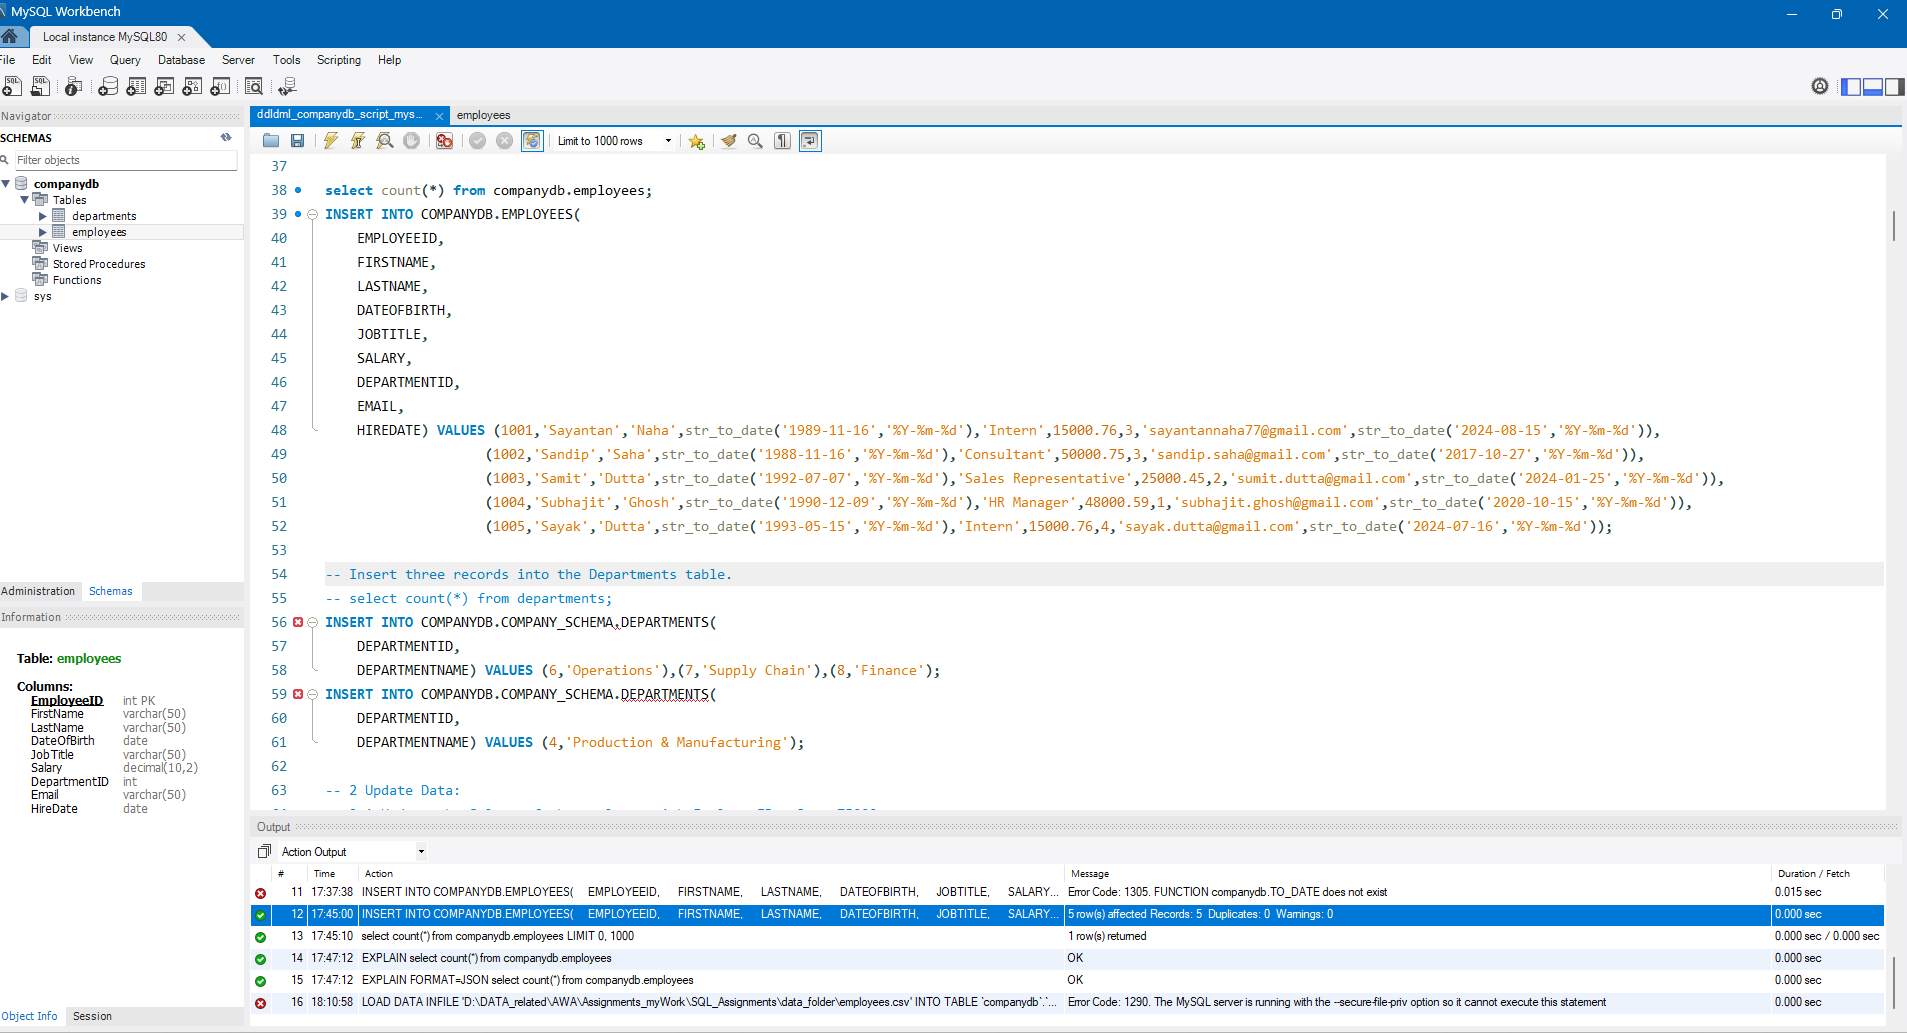 MySQL Workbench
Local instance MySQL80
File Edit View Query Database Server Tools Scripting Help
Navigator
SCHEMAS
Filter objects
companydb
Tables
departments
employees
Views
Stored Procedures
Functions
sys
Administration Schemas
Information
Table: employees
Columns:
EmployeeID int PK
FirstName varchar(50)
LastName varchar(50)
DateOfBirth date
JobTitle varchar(50)
Salary decimal(10,2)
DepartmentID int
Email varchar(50)
HireDate date
Object Info Session
ddldml_companydb_script_mys... employees
Limit to 1000 rows
37
38 select count(*) from companydb.employees;
39 INSERT INTO COMPANYDB.EMPLOYEES(
40 EMPLOYEEID,
41 FIRSTNAME,
42 LASTNAME,
43 DATEOFBIRTH,
44 JOBTITLE,
45 SALARY,
46 DEPARTMENTID,
47 EMAIL,
48 HIREDATE) VALUES (1001,'Sayantan','Naha',str_to_date('1989-11-16','%Y-%m-%d'),'Intern',15000.76,3,'sayantannaha77@gmail.com',str_to_date('2024-08-15','%Y-%m-%d')),
49 (1002,'Sandip','Saha',str_to_date('1988-11-16','%Y-%m-%d'),'Consultant',50000.75,3,'sandip.saha@gmail.com',str_to_date('2017-10-27','%Y-%m-%d')),
50 (1003,'Samit','Dutta',str_to_date('1992-07-07','%Y-%m-%d'),'Sales Representative',25000.45,2,'sumit.dutta@gmail.com',str_to_date('2024-01-25','%Y-%m-%d')),
51 (1004,'Subhajit','Ghosh',str_to_date('1990-12-09','%Y-%m-%d'),'HR Manager',48000.59,1,'subhajit.ghosh@gmail.com',str_to_date('2020-10-15','%Y-%m-%d')),
52 (1005,'Sayak','Dutta',str_to_date('1993-05-15','%Y-%m-%d'),'Intern',15000.76,4,'sayak.dutta@gmail.com',str_to_date('2024-07-16','%Y-%m-%d'));
53
54 -- Insert three records into the Departments table.
55 -- select count(*) from departments;
56 INSERT INTO COMPANYDB.COMPANY_SCHEMA.DEPARTMENTS(
57 DEPARTMENTID,
58 DEPARTMENTNAME) VALUES (6,'Operations'),(7,'Supply Chain'),(8,'Finance');
59 INSERT INTO COMPANYDB.COMPANY_SCHEMA.DEPARTMENTS(
60 DEPARTMENTID,
61 DEPARTMENTNAME) VALUES (4,'Production & Manufacturing');
62
63 -- 2 Update Data:
Output
Action Output
# Time Action Message Duration / Fetch
11 17:37:38 INSERT INTO COMPANYDB.EMPLOYEES( EMPLOYEEID, FIRSTNAME, LASTNAME, DATEOFBIRTH, JOBTITLE, SALARY... Error Code: 1305. FUNCTION companydb.TO_DATE does not exist 0.015 sec
12 17:45:00 INSERT INTO COMPANYDB.EMPLOYEES( EMPLOYEEID, FIRSTNAME, LASTNAME, DATEOFBIRTH, JOBTITLE, SALARY... 5 row(s) affected Records: 5 Duplicates: 0 Warnings: 0 0.000 sec
13 17:45:10 select count(*) from companydb.employees LIMIT 0, 1000 1 row(s) returned 0.000 sec / 0.000 sec
14 17:47:12 EXPLAIN select count(*) from companydb.employees OK 0.000 sec
15 17:47:12 EXPLAIN FORMAT=JSON select count(*) from companydb.employees OK 0.000 sec
16 18:10:58 LOAD DATA INFILE 'D:\DATA_related\AWA\Assignments_myWork\SQL_Assignments\data_folder\employees.csv' INTO TABLE `companydb`.`... Error Code: 1290. The MySQL server is running with the --secure-file-priv option so it cannot execute this statement 0.000 sec